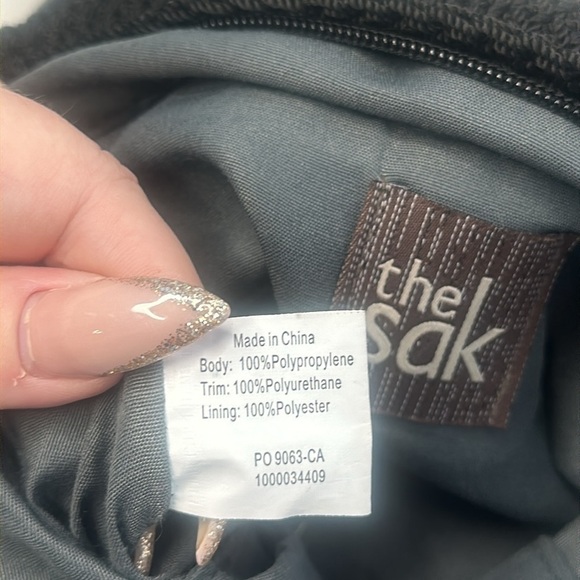 the
sak
Made in China
Body: 100%Polypropylene
Trim: 100%Polyurethane
Lining: 100%Polyester
PO 9063-CA
1000034409